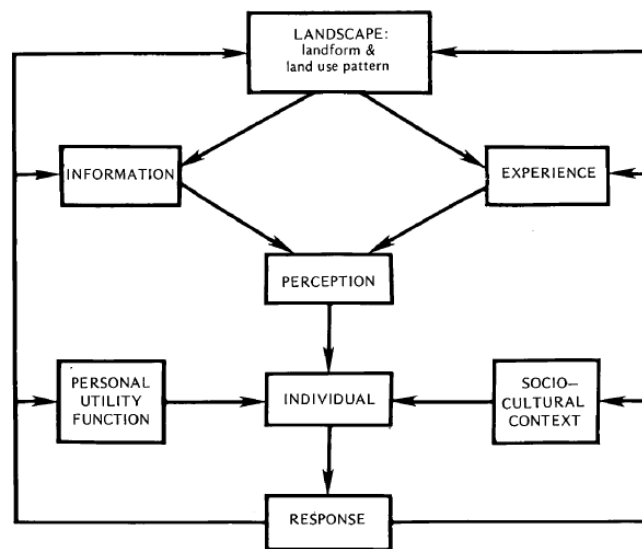 LANDSCAPE:
landform &
land use pattern
INFORMATION
EXPERIENCE
PERCEPTION
PERSONAL
UTILITY
FUNCTION
INDIVIDUAL
SOCIO-
CULTURAL
CONTEXT
RESPONSE